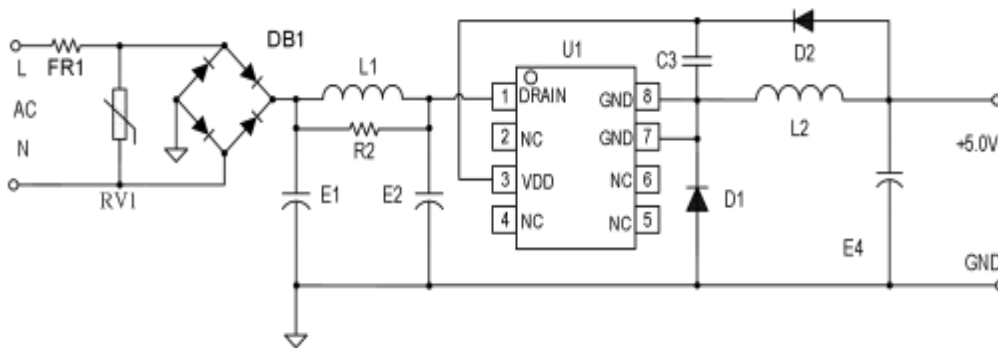 DB1
L
FR1
AC
N
RV1
L1
R2
E1
E2
U1
1 DRAIN
2 NC
3 VDD
4 NC
GND 8
GND 7
NC 6
NC 5
C3
D2
L2
D1
+5.0V
E4
GND